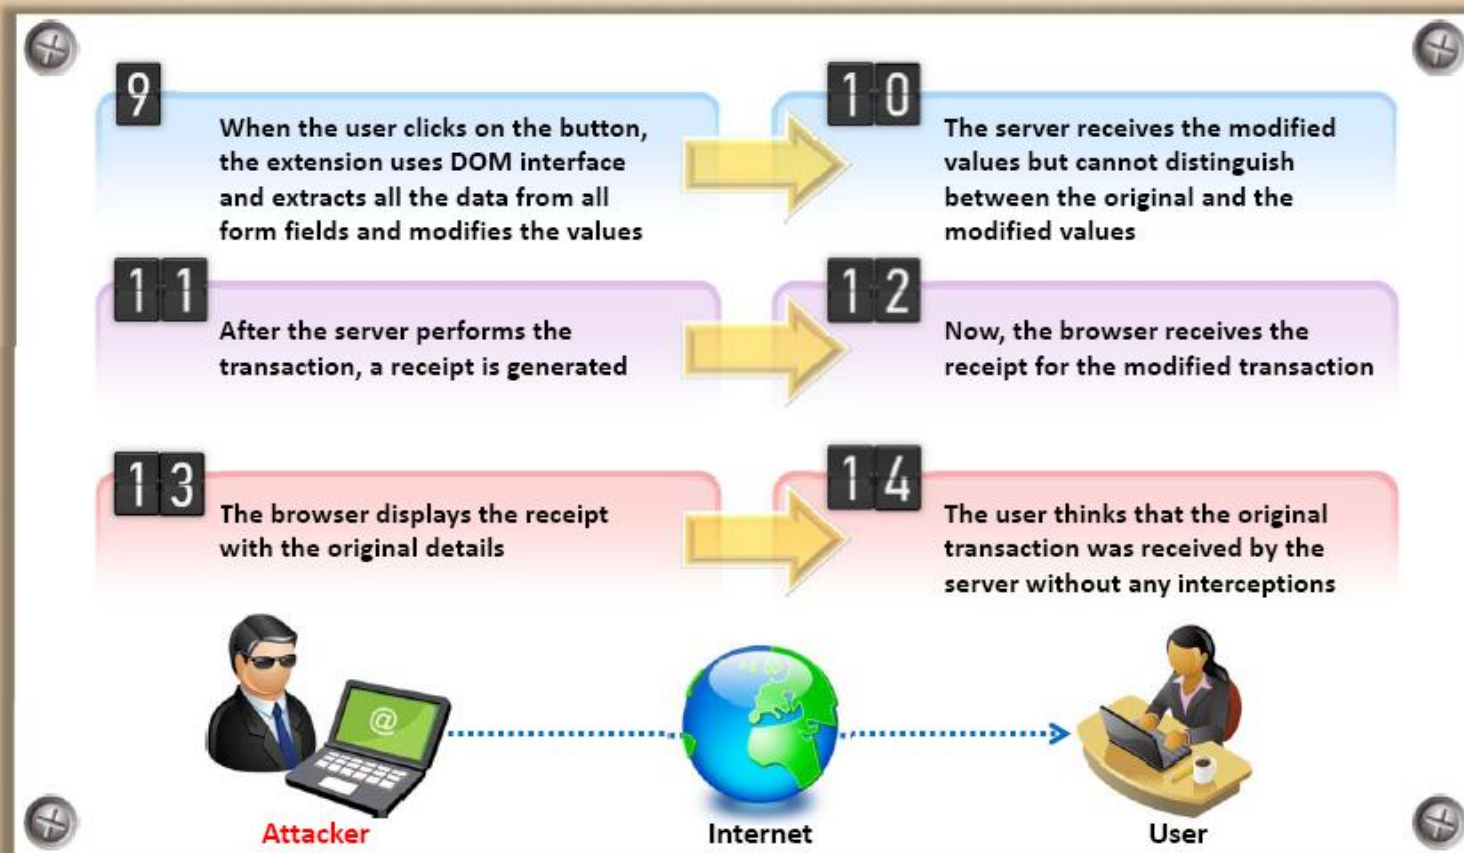 9
When the user clicks on the button,
the extension uses DOM interface
and extracts all the data from all
form fields and modifies the values
10
The server receives the modified
values but cannot distinguish
between the original and the
modified values
11
After the server performs the
transaction, a receipt is generated
12
Now, the browser receives the
receipt for the modified transaction
13
The browser displays the receipt
with the original details
14
The user thinks that the original
transaction was received by the
server without any interceptions
@
Attacker
Internet
User